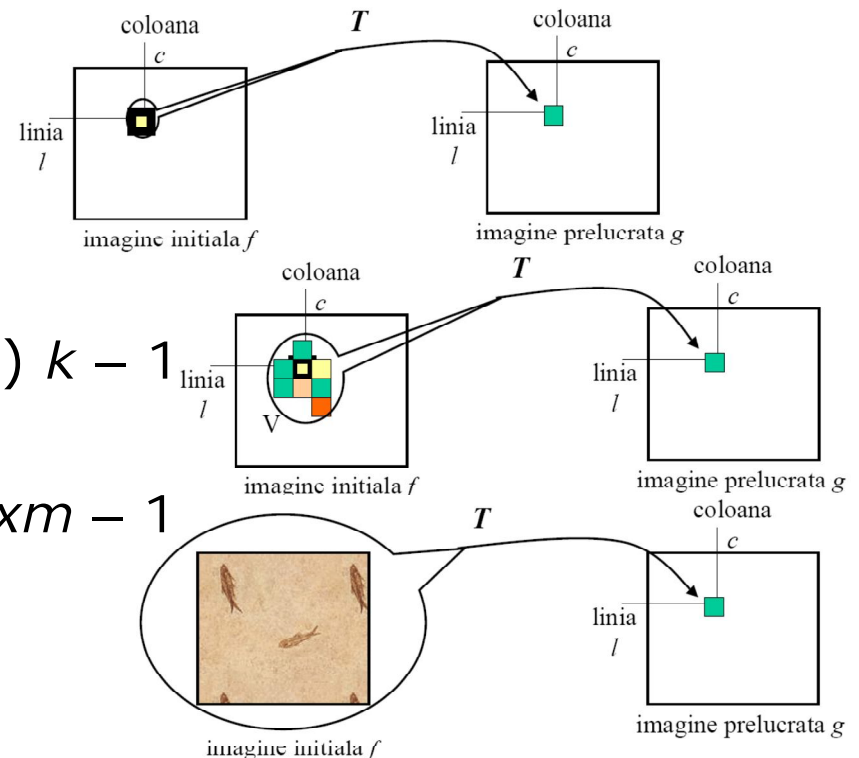 coloana
c
T
coloana
c
linia
l
linia
l
imagine initiala f
imagine prelucrata g
coloana
c
T
coloana
c
) k – 1
linia
l
V
linia
l
imagine initiala f
imagine prelucrata g
xm – 1
T
coloana
c
linia
l
imagine initiala f
imagine prelucrata g